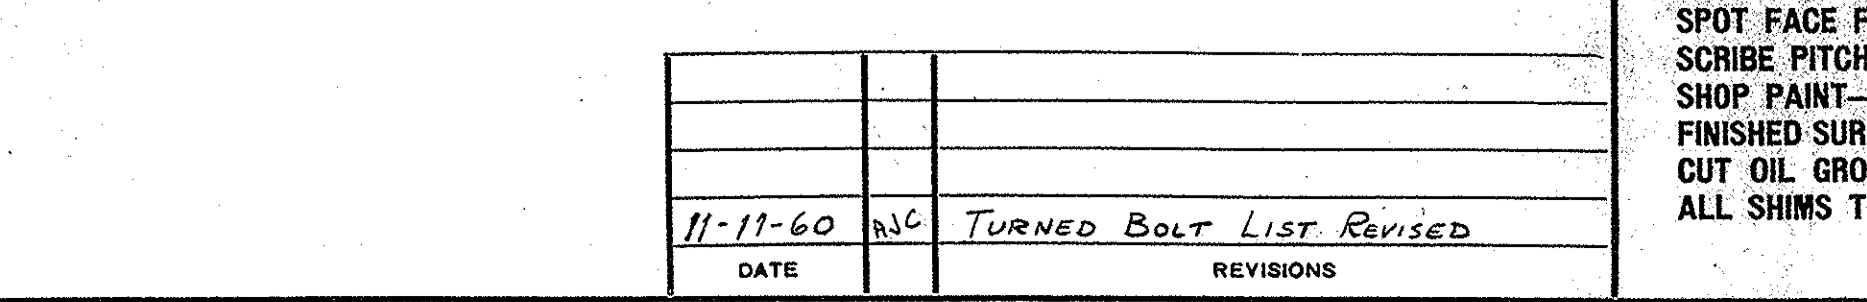 11-17-60 AJC TURNED BOLT LIST REVISED
DATE REVISIONS
SPOT FACE F
SCRIBE PITCH
SHOP PAINT—
FINISHED SUR
CUT OIL GRO
ALL SHIMS T